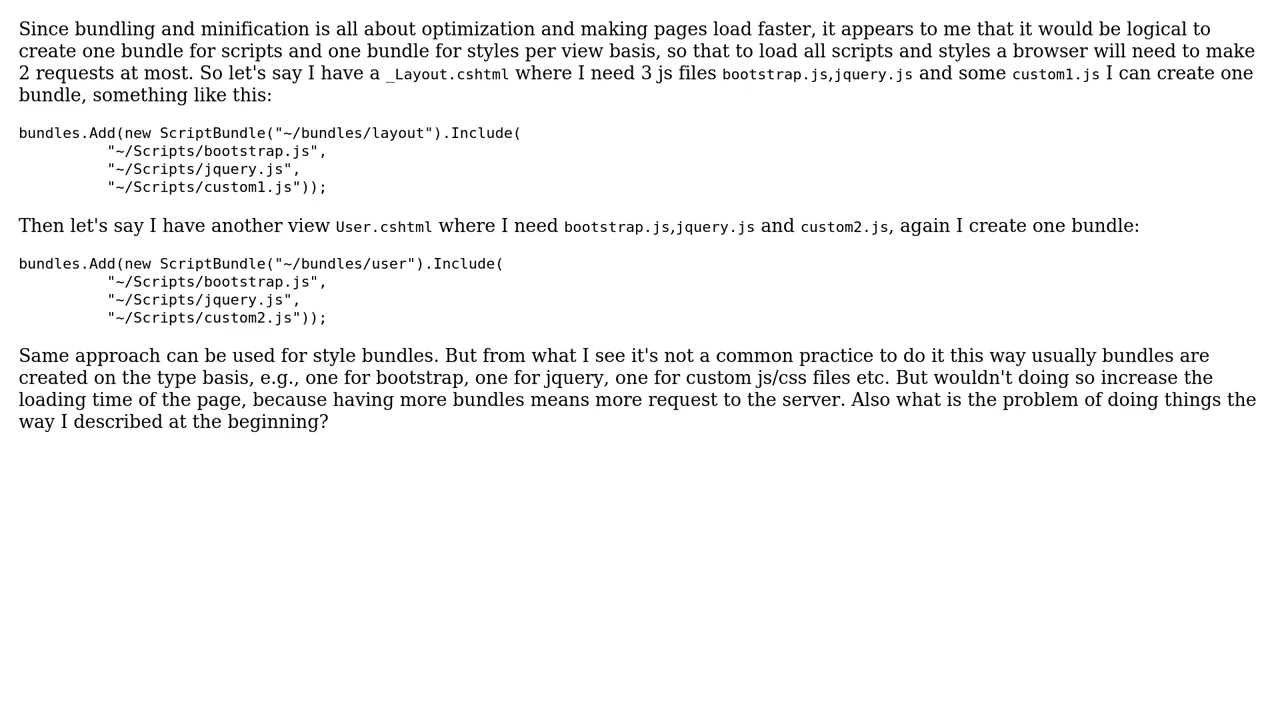 Since bundling and minification is all about optimization and making pages load faster, it appears to me that it would be logical to
create one bundle for scripts and one bundle for styles per view basis, so that to load all scripts and styles a browser will need to make
2 requests at most. So let's say I have a _Layout.cshtml where I need 3 js files bootstrap.js,jquery.js and some custom1.js I can create one
bundle, something like this:
bundles.Add(new ScriptBundle("~/bundles/layout").Include(
          "~/Scripts/bootstrap.js",
          "~/Scripts/jquery.js",
          "~/Scripts/custom1.js"));
Then let's say I have another view User.cshtml where I need bootstrap.js,jquery.js and custom2.js, again I create one bundle:
bundles.Add(new ScriptBundle("~/bundles/user").Include(
          "~/Scripts/bootstrap.js",
          "~/Scripts/jquery.js",
          "~/Scripts/custom2.js"));
Same approach can be used for style bundles. But from what I see it's not a common practice to do it this way usually bundles are
created on the type basis, e.g., one for bootstrap, one for jquery, one for custom js/css files etc. But wouldn't doing so increase the
loading time of the page, because having more bundles means more request to the server. Also what is the problem of doing things the
way I described at the beginning?